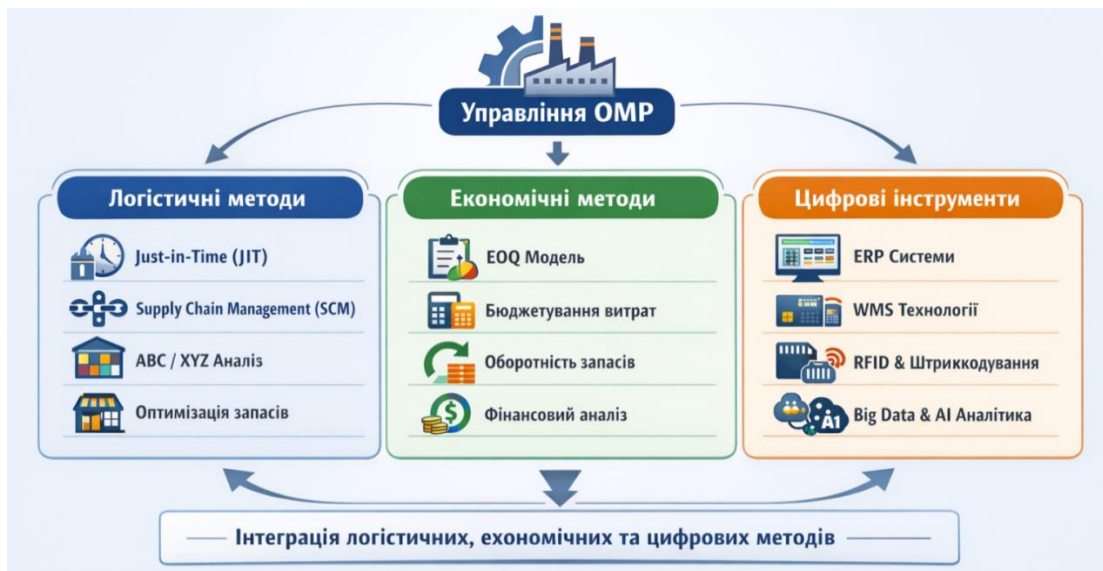 Управління ОМР
Логістичні методи
Just-in-Time (JIT)
Supply Chain Management (SCM)
ABC / XYZ Аналіз
Оптимізація запасів
Економічні методи
EOQ Модель
Бюджетування витрат
Оборотність запасів
Фінансовий аналіз
Цифрові інструменти
ERP Системи
WMS Технології
RFID & Штриккодування
Big Data & AI Аналітика
Інтеграція логістичних, економічних та цифрових методів